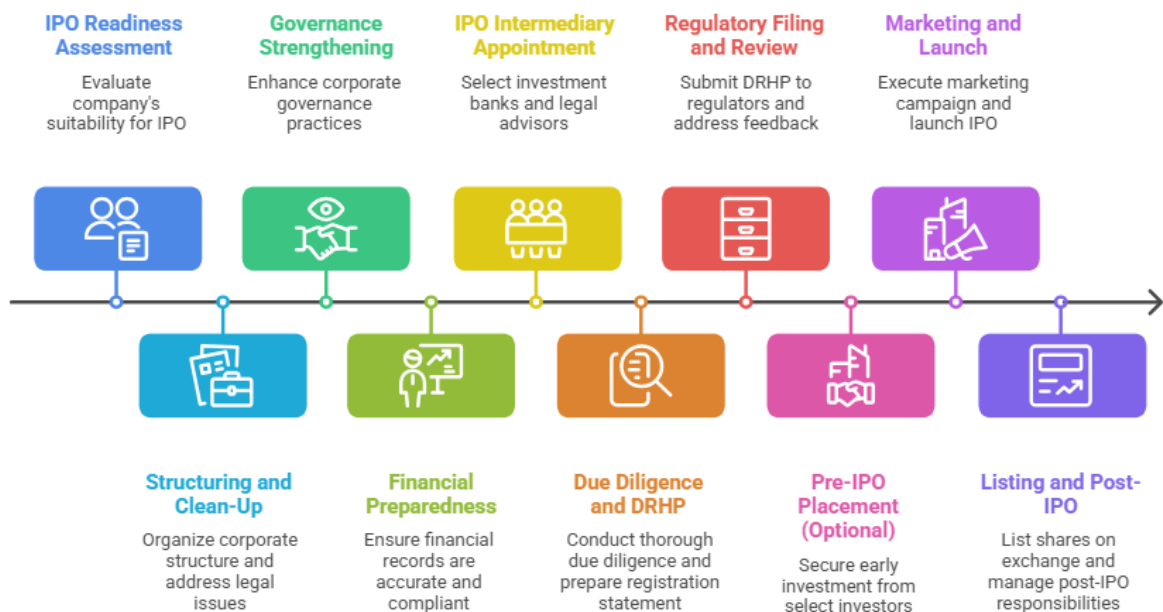 IPO Readiness
Assessment
Evaluate
company's
suitability for IPO
Governance
Strengthening
Enhance corporate
governance
practices
IPO Intermediary
Appointment
Select investment
banks and legal
advisors
Regulatory Filing
and Review
Submit DRHP to
regulators and
address feedback
Marketing and
Launch
Execute marketing
campaign and
launch IPO
Structuring and
Clean-Up
Organize corporate
structure and
address legal
issues
Financial
Preparedness
Ensure financial
records are
accurate and
compliant
Due Diligence
and DRHP
Conduct thorough
due diligence and
prepare registration
statement
Pre-IPO
Placement
(Optional)
Secure early
investment from
select investors
Listing and Post-
IPO
List shares on
exchange and
manage post-IPO
responsibilities